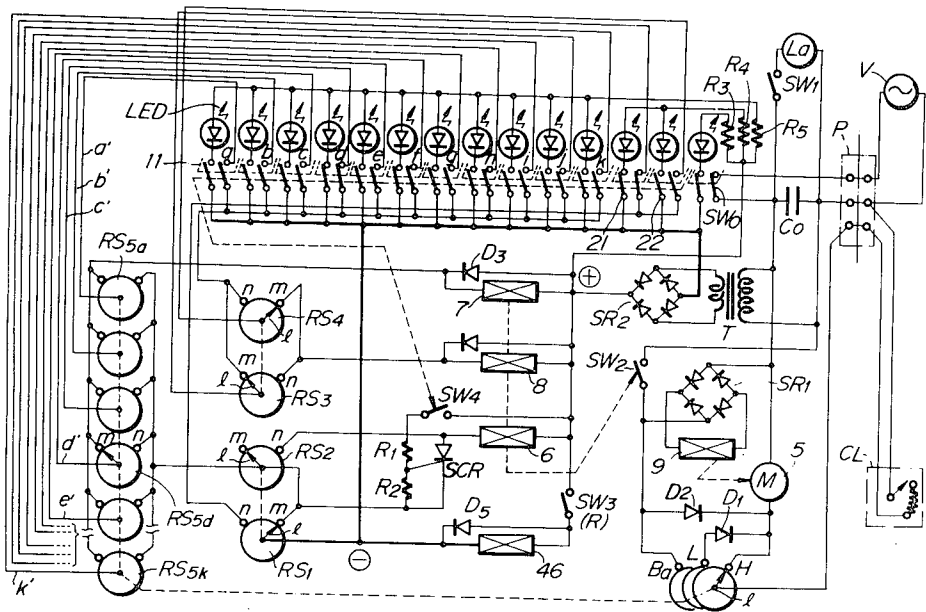 La
R4
R3
SW1
V
LED
P
R5
11
a b c d e f g h i k
a'
b'
c'
21
22
SW0
Co
RS5a
D3
+
n m
RS4
7
SR2
T
l
m
n
RS3
8
SW2
SR1
SW4
d'
m n
m n
RS2
R1
SCR
6
9
5
CL
M
e'
R2
RS5d
SW3
(R)
D2
D1
n m
D5
L
H
Ba
l
RS5k
RS1
−
46
k'